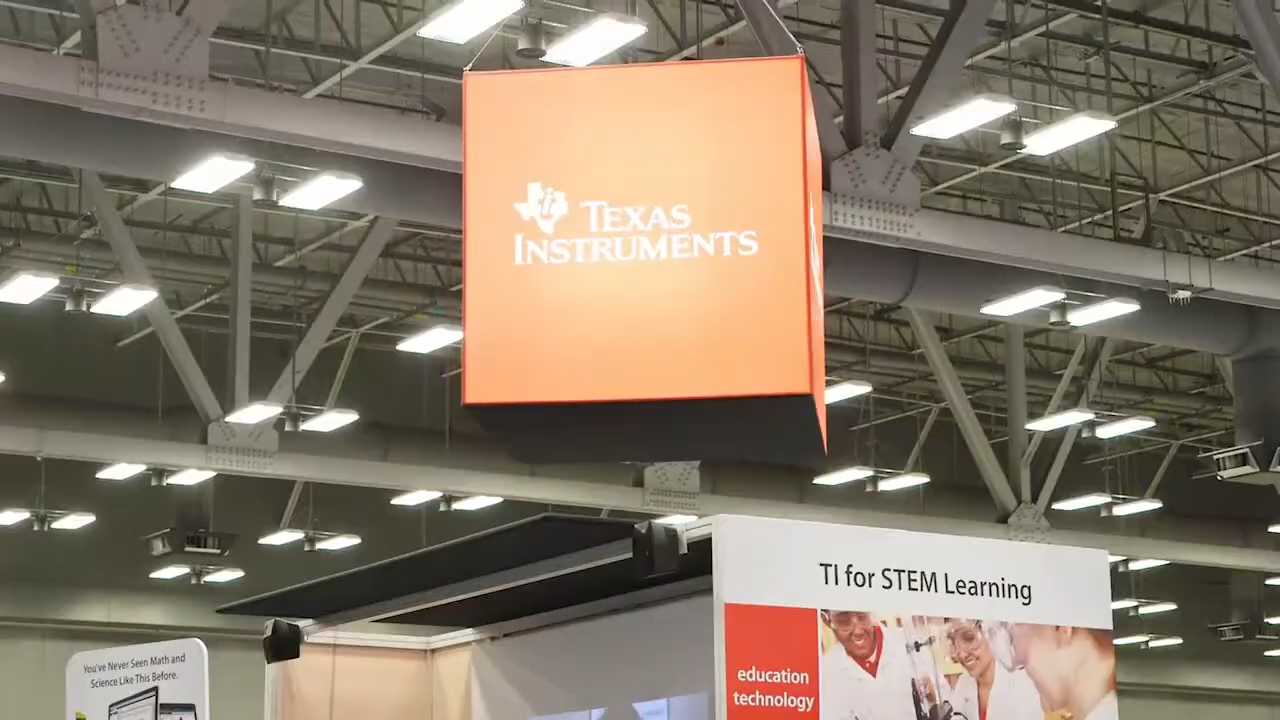 TEXAS
INSTRUMENTS
TI for STEM Learning
education
technology
You've Never Seen Math and
Science Like This Before.